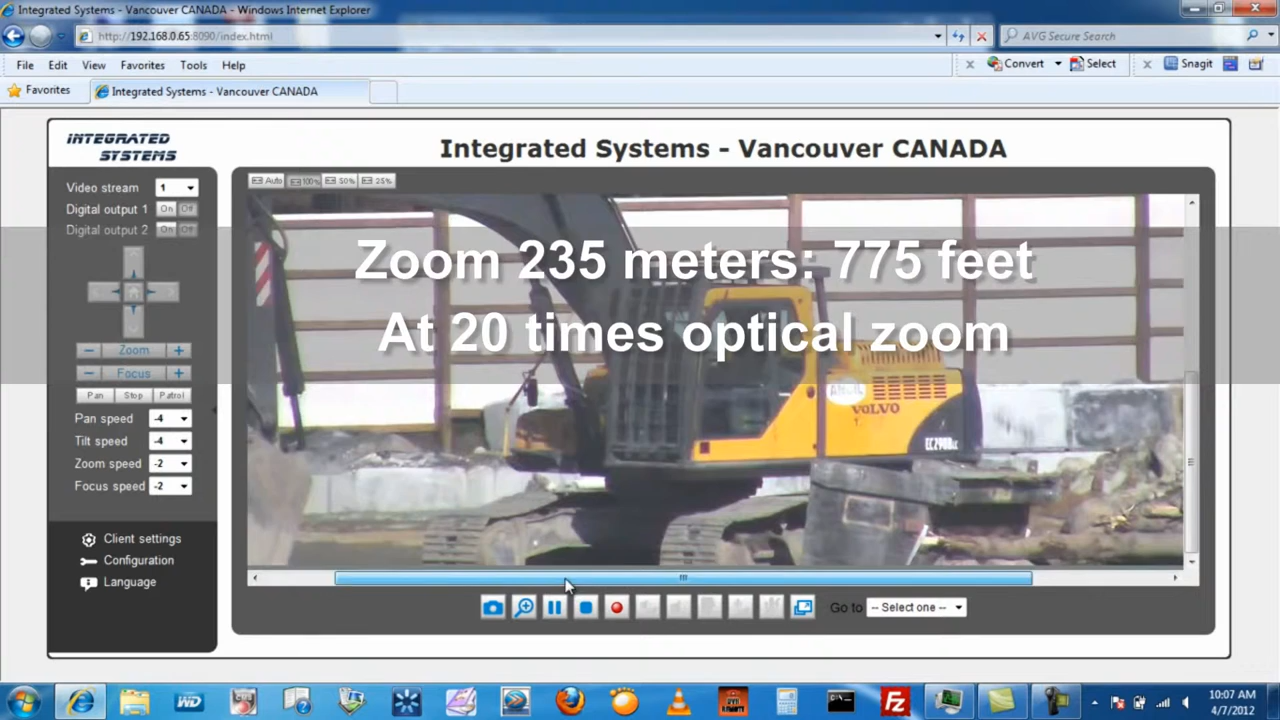 Integrated Systems - Vancouver CANADA - Windows Internet Explorer
http://192.168.0.65:8090/index.html
AVG Secure Search
File Edit View Favorites Tools Help
x Convert Select x Snagit
Favorites
Integrated Systems - Vancouver CANADA
INTEGRATED
SYSTEMS
Integrated Systems - Vancouver CANADA
Auto 100% 50% 25%
Video stream 1
Digital output 1 On Off
Digital output 2 On Off
Zoom 235 meters: 775 feet
At 20 times optical zoom
− Zoom +
− Focus +
Pan Stop Patrol
Pan speed -4
Tilt speed -4
Zoom speed -2
Focus speed -2
VOLVO
Client settings
Configuration
Language
Go to -- Select one --
WD
Fz
10:07 AM
4/7/2012